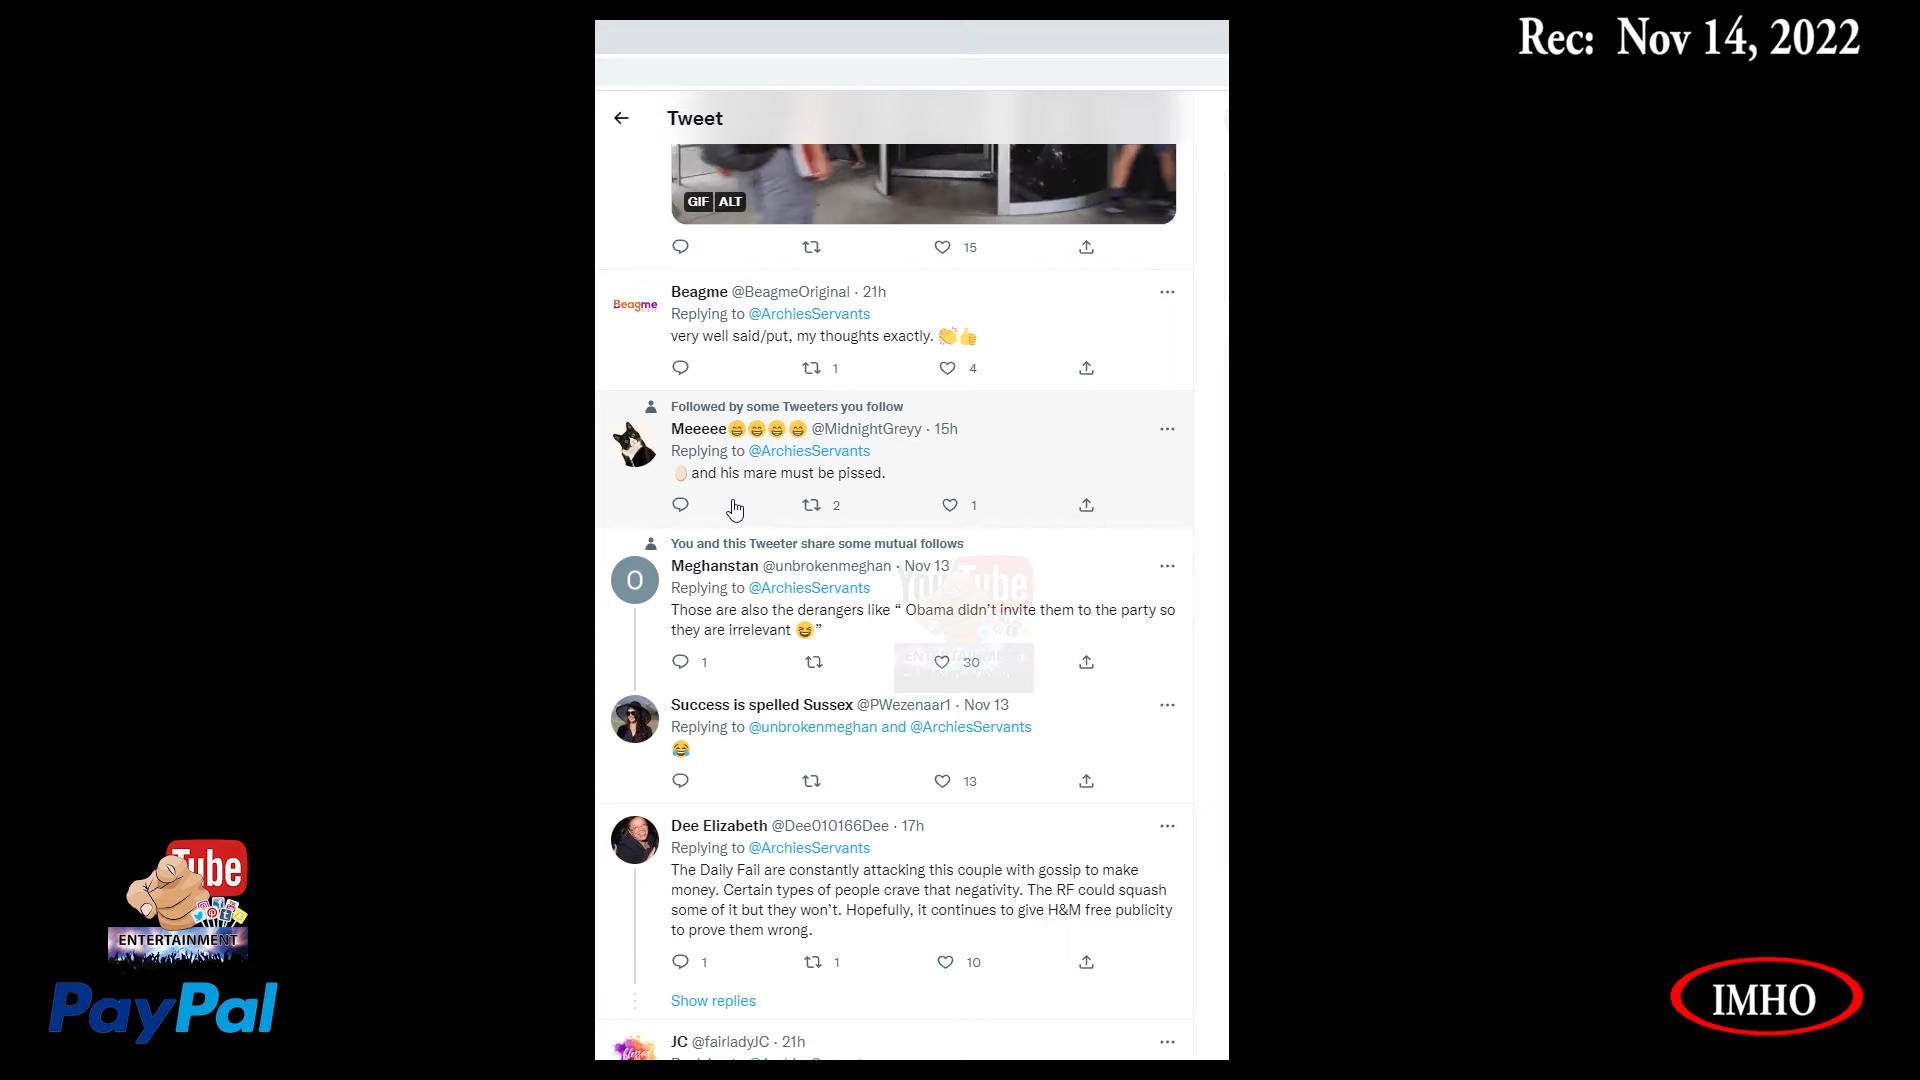 Rec: Nov 14, 2022
Tweet
GIF ALT
15
Beagme @BeagmeOriginal · 21h
Beagme
Replying to @ArchiesServants
very well said/put, my thoughts exactly. 👏👍
1 4
Followed by some Tweeters you follow
Meeeee😁😁😁😁 @MidnightGreyy · 15h
Replying to @ArchiesServants
🥚and his mare must be pissed.
2 1
You and this Tweeter share some mutual follows
O
Meghanstan @unbrokenmeghan · Nov 13
Replying to @ArchiesServants
Those are also the derangers like “ Obama didn’t invite them to the party so
they are irrelevant 😆”
1 30
YouTube
ENTERTAINMENT
Success is spelled Sussex @PWezenaar1 · Nov 13
Replying to @unbrokenmeghan and @ArchiesServants
😂
13
Dee Elizabeth @Dee010166Dee · 17h
Replying to @ArchiesServants
The Daily Fail are constantly attacking this couple with gossip to make
money. Certain types of people crave that negativity. The RF could squash
some of it but they won’t. Hopefully, it continues to give H&M free publicity
to prove them wrong.
1 1 10
Show replies
JC @fairladyJC · 21h
blessed
Tube
ENTERTAINMENT
PayPal
IMHO